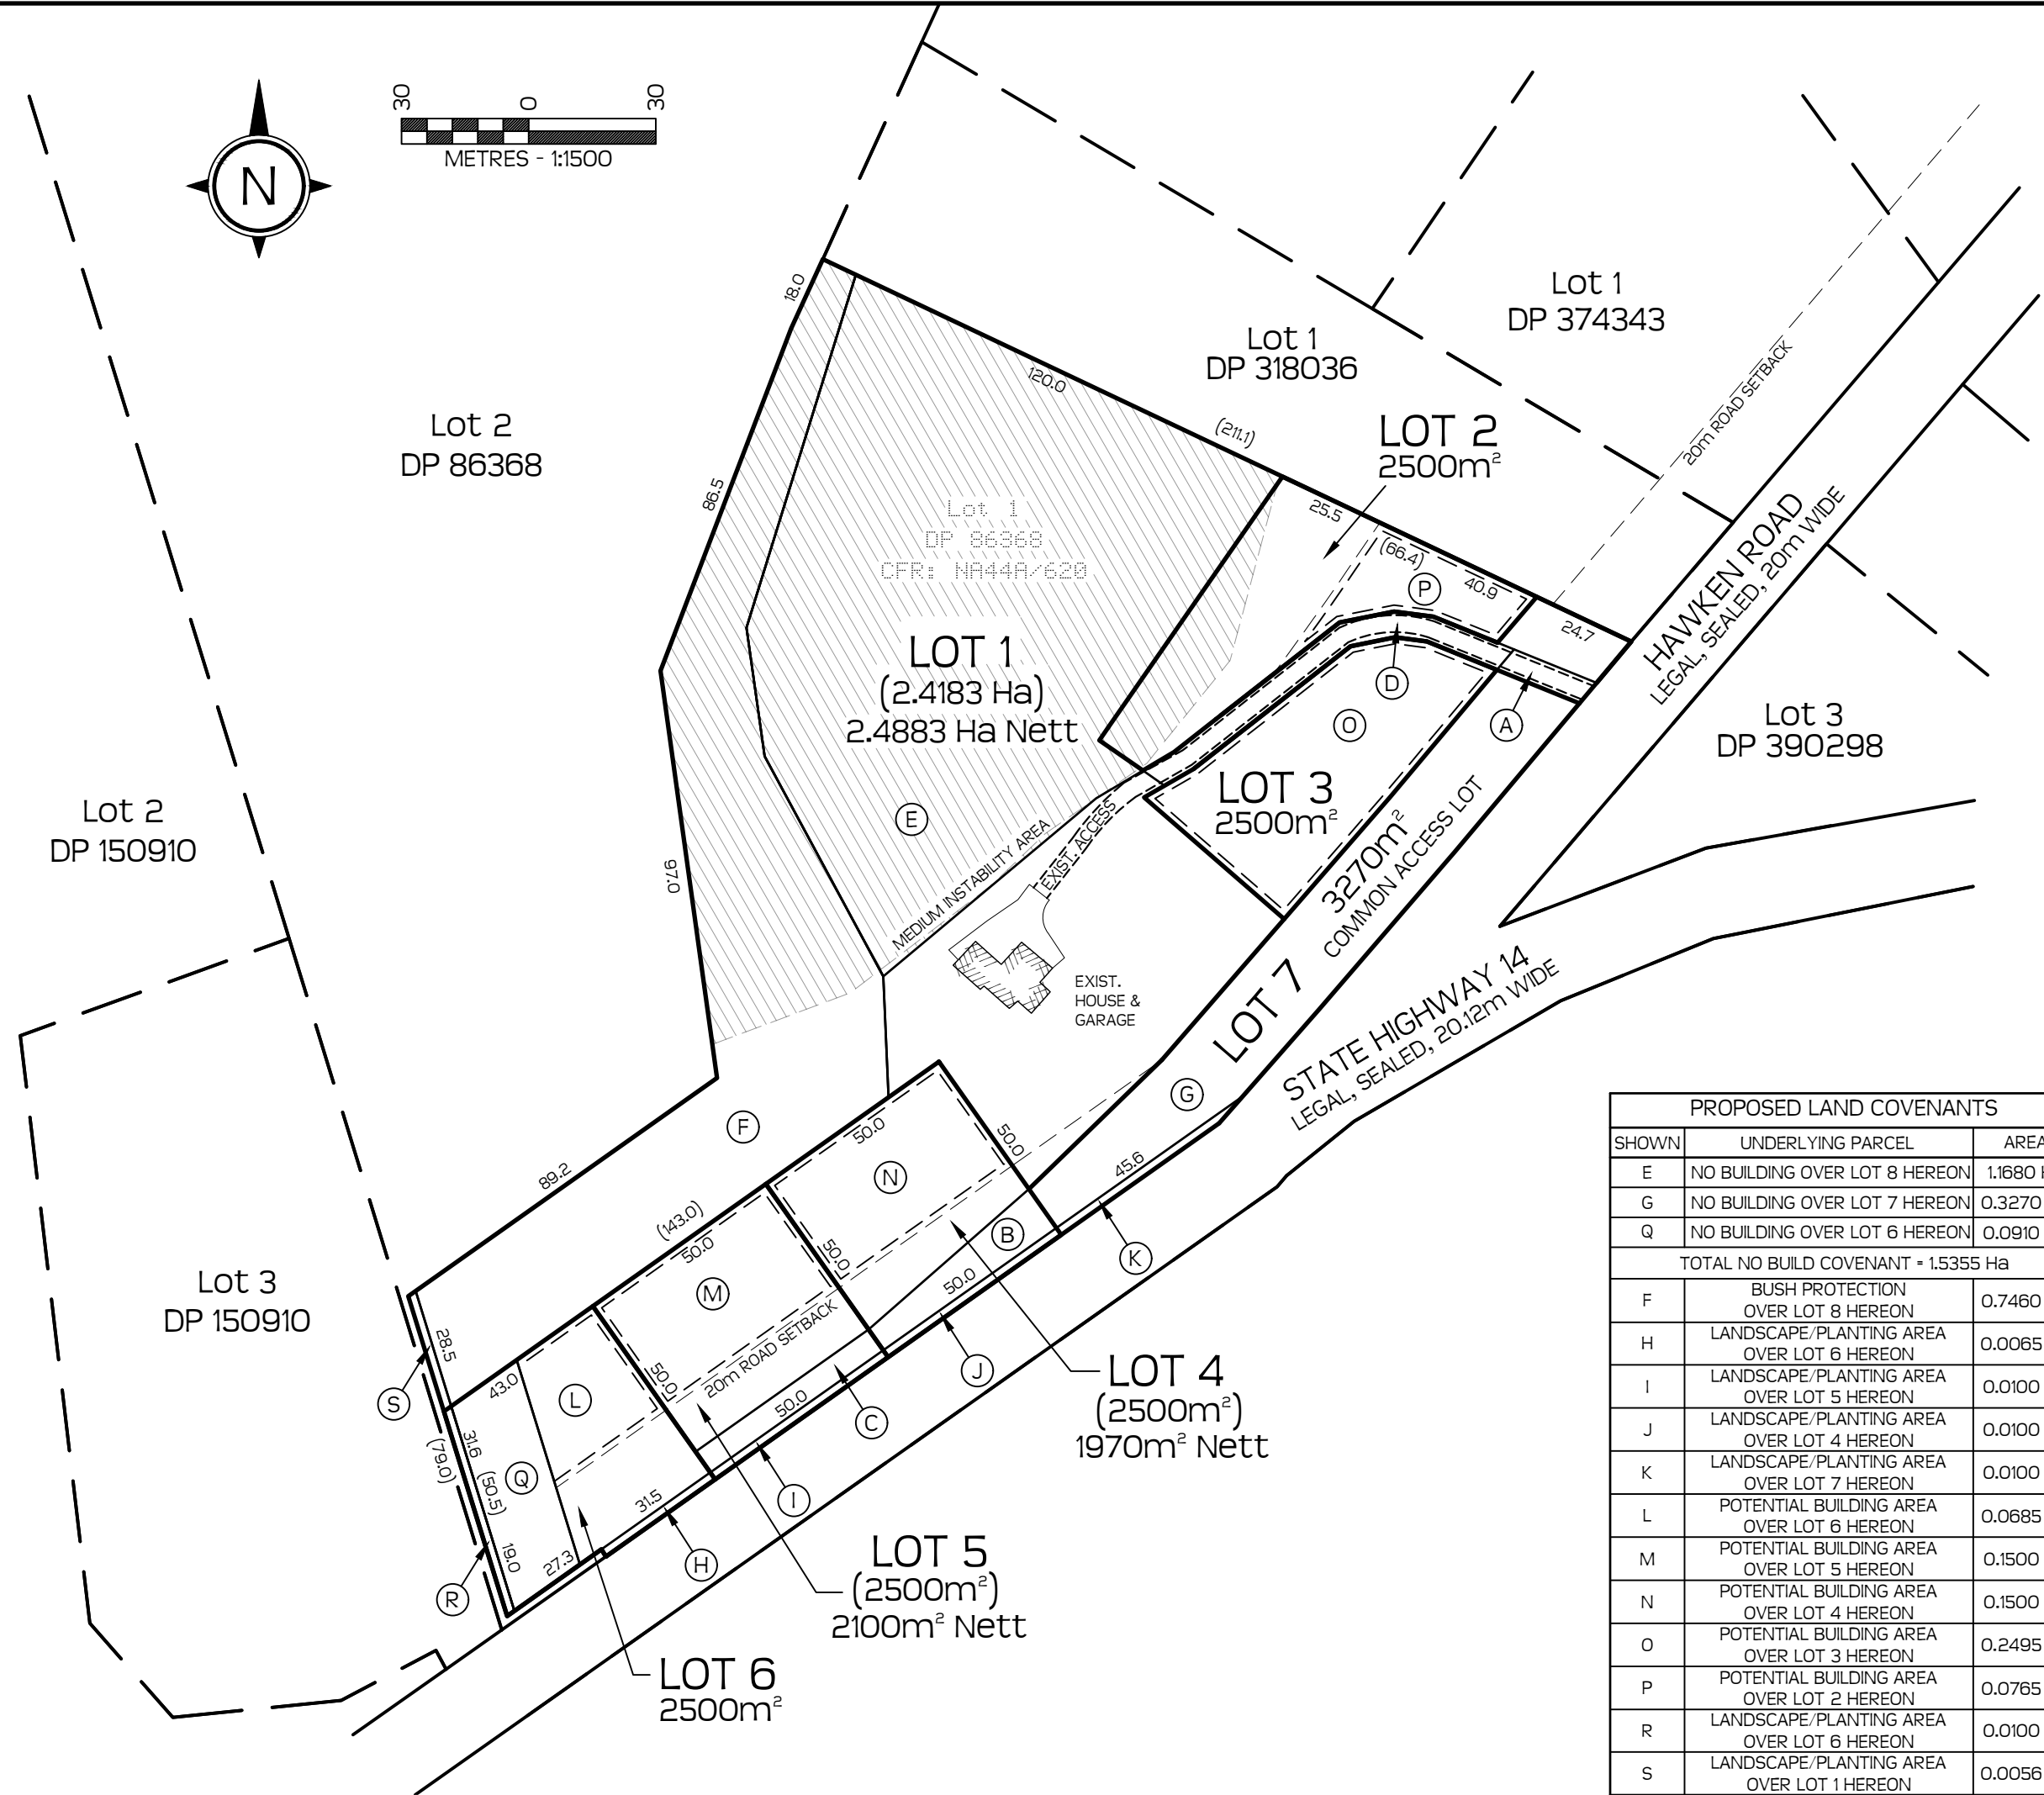 30 0 30
METRES - 1:1500
N
Lot 2
DP 86368
Lot 1
DP 318036
Lot 1
DP 374343
20m ROAD SETBACK
HAWKEN ROAD
LEGAL, SEALED, 20m WIDE
Lot 3
DP 390298
Lot 2
DP 150910
Lot 3
DP 150910
18.0
120.0
(211.1)
86.5
97.0
Lot 1
DP 86368
CFR: NA44A/620
LOT 1
(2.4183 Ha)
2.4883 Ha Nett
LOT 2
2500m²
25.5
(66.4)
40.9
24.7
P
D
A
O
LOT 3
2500m²
E
MEDIUM INSTABILITY AREA
EXIST. ACCESS
EXIST.
HOUSE &
GARAGE
3270m²
COMMON ACCESS LOT
LOT 7
G
STATE HIGHWAY 14
LEGAL, SEALED, 20.12m WIDE
F
89.2
(143.0)
50.0
50.0
N
45.6
B
K
50.0
50.0
M
50.0
J
20m ROAD SETBACK
50.0
50.0
C
I
28.5
43.0
S
L
31.6
(79.0)
(50.5)
Q
31.5
19.0
27.3
R
H
LOT 4
(2500m²)
1970m² Nett
LOT 5
(2500m²)
2100m² Nett
LOT 6
2500m²
PROPOSED LAND COVENANTS
SHOWN UNDERLYING PARCEL AREA
E NO BUILDING OVER LOT 8 HEREON 1.1680
G NO BUILDING OVER LOT 7 HEREON 0.3270
Q NO BUILDING OVER LOT 6 HEREON 0.0910
TOTAL NO BUILD COVENANT = 1.5355 Ha
F BUSH PROTECTION
OVER LOT 8 HEREON 0.7460
H LANDSCAPE/PLANTING AREA
OVER LOT 6 HEREON 0.0065
I LANDSCAPE/PLANTING AREA
OVER LOT 5 HEREON 0.0100
J LANDSCAPE/PLANTING AREA
OVER LOT 4 HEREON 0.0100
K LANDSCAPE/PLANTING AREA
OVER LOT 7 HEREON 0.0100
L POTENTIAL BUILDING AREA
OVER LOT 6 HEREON 0.0685
M POTENTIAL BUILDING AREA
OVER LOT 5 HEREON 0.1500
N POTENTIAL BUILDING AREA
OVER LOT 4 HEREON 0.1500
O POTENTIAL BUILDING AREA
OVER LOT 3 HEREON 0.2495
P POTENTIAL BUILDING AREA
OVER LOT 2 HEREON 0.0765
R LANDSCAPE/PLANTING AREA
OVER LOT 6 HEREON 0.0100
S LANDSCAPE/PLANTING AREA
OVER LOT 1 HEREON 0.0056